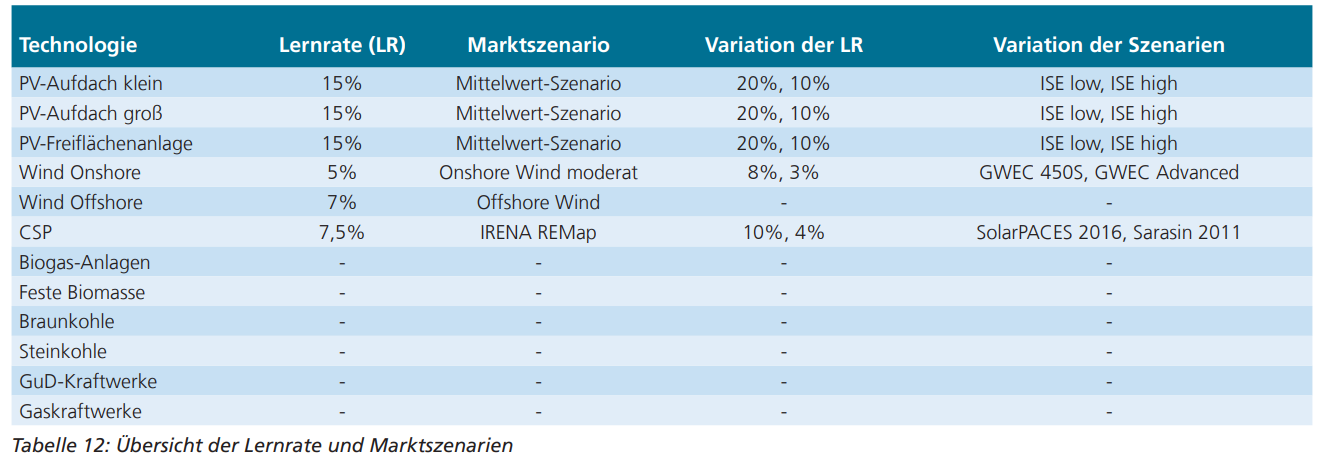 Technologie Lernrate (LR) Marktszenario Variation der LR Variation der Szenarien
PV-Aufdach klein 15% Mittelwert-Szenario 20%, 10% ISE low, ISE high
PV-Aufdach groß 15% Mittelwert-Szenario 20%, 10% ISE low, ISE high
PV-Freiflächenanlage 15% Mittelwert-Szenario 20%, 10% ISE low, ISE high
Wind Onshore 5% Onshore Wind moderat 8%, 3% GWEC 450S, GWEC Advanced
Wind Offshore 7% Offshore Wind - -
CSP 7,5% IRENA REMap 10%, 4% SolarPACES 2016, Sarasin 2011
Biogas-Anlagen - - - -
Feste Biomasse - - - -
Braunkohle - - - -
Steinkohle - - - -
GuD-Kraftwerke - - - -
Gaskraftwerke - - - -
Tabelle 12: Übersicht der Lernrate und Marktszenarien